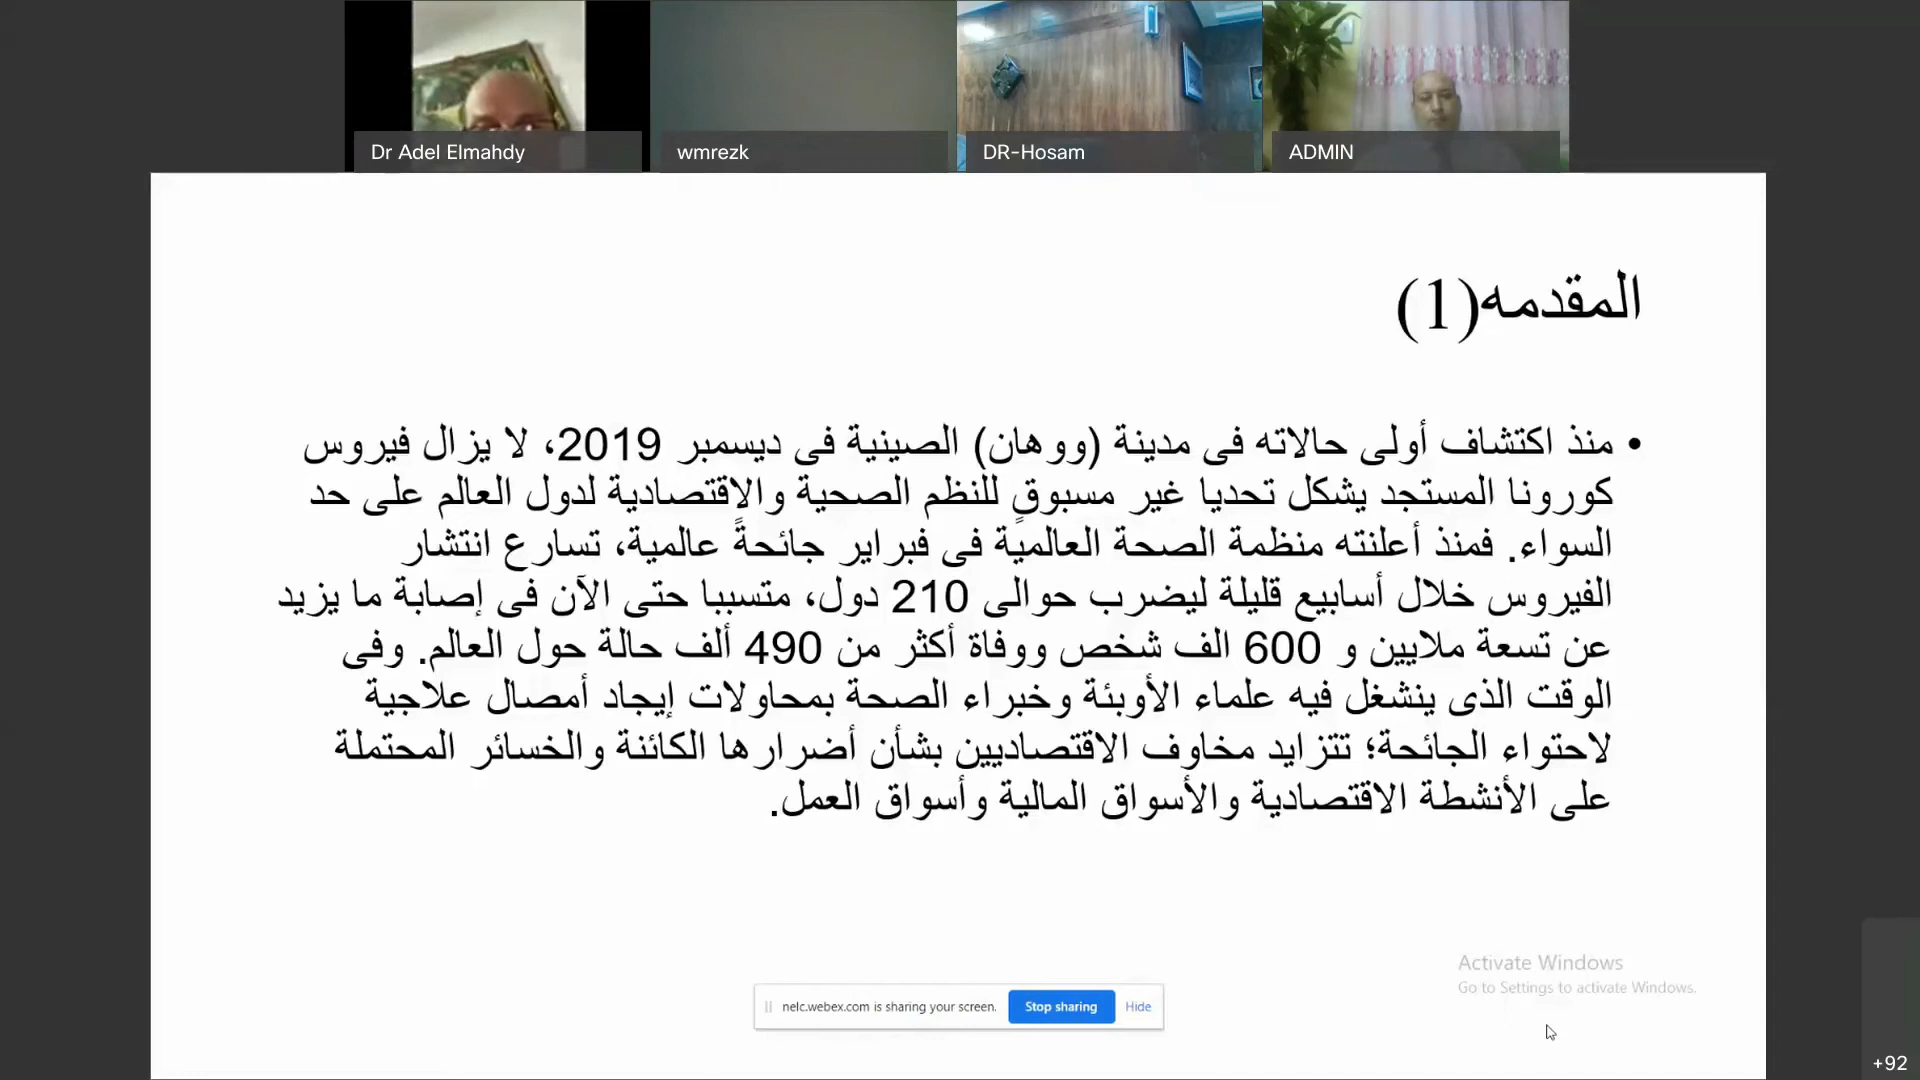 Dr Adel Elmahdy
wmrezk
DR-Hosam
ADMIN
المقدمه(1)
• منذ اكتشاف أولى حالاته فى مدينة (ووهان) الصينية فى ديسمبر 2019، لا يزال فيروس
كورونا المستجد يشكل تحديا غير مسبوقٍ للنظم الصحية والاقتصادية لدول العالم على حد
السواء. فمنذ أعلنته منظمة الصحة العالمية فى فبراير جائحةً عالمية، تسارع انتشار
الفيروس خلال أسابيع قليلة ليضرب حوالى 210 دول، متسببا حتى الآن فى إصابة ما يزيد
عن تسعة ملايين و 600 الف شخص ووفاة أكثر من 490 ألف حالة حول العالم. وفى
الوقت الذى ينشغل فيه علماء الأوبئة وخبراء الصحة بمحاولات إيجاد أمصال علاجية
لاحتواء الجائحة؛ تتزايد مخاوف الاقتصاديين بشأن أضرارها الكائنة والخسائر المحتملة
على الأنشطة الاقتصادية والأسواق المالية وأسواق العمل.
Activate Windows
Go to Settings to activate Windows.
nelc.webex.com is sharing your screen. Stop sharing Hide
+92